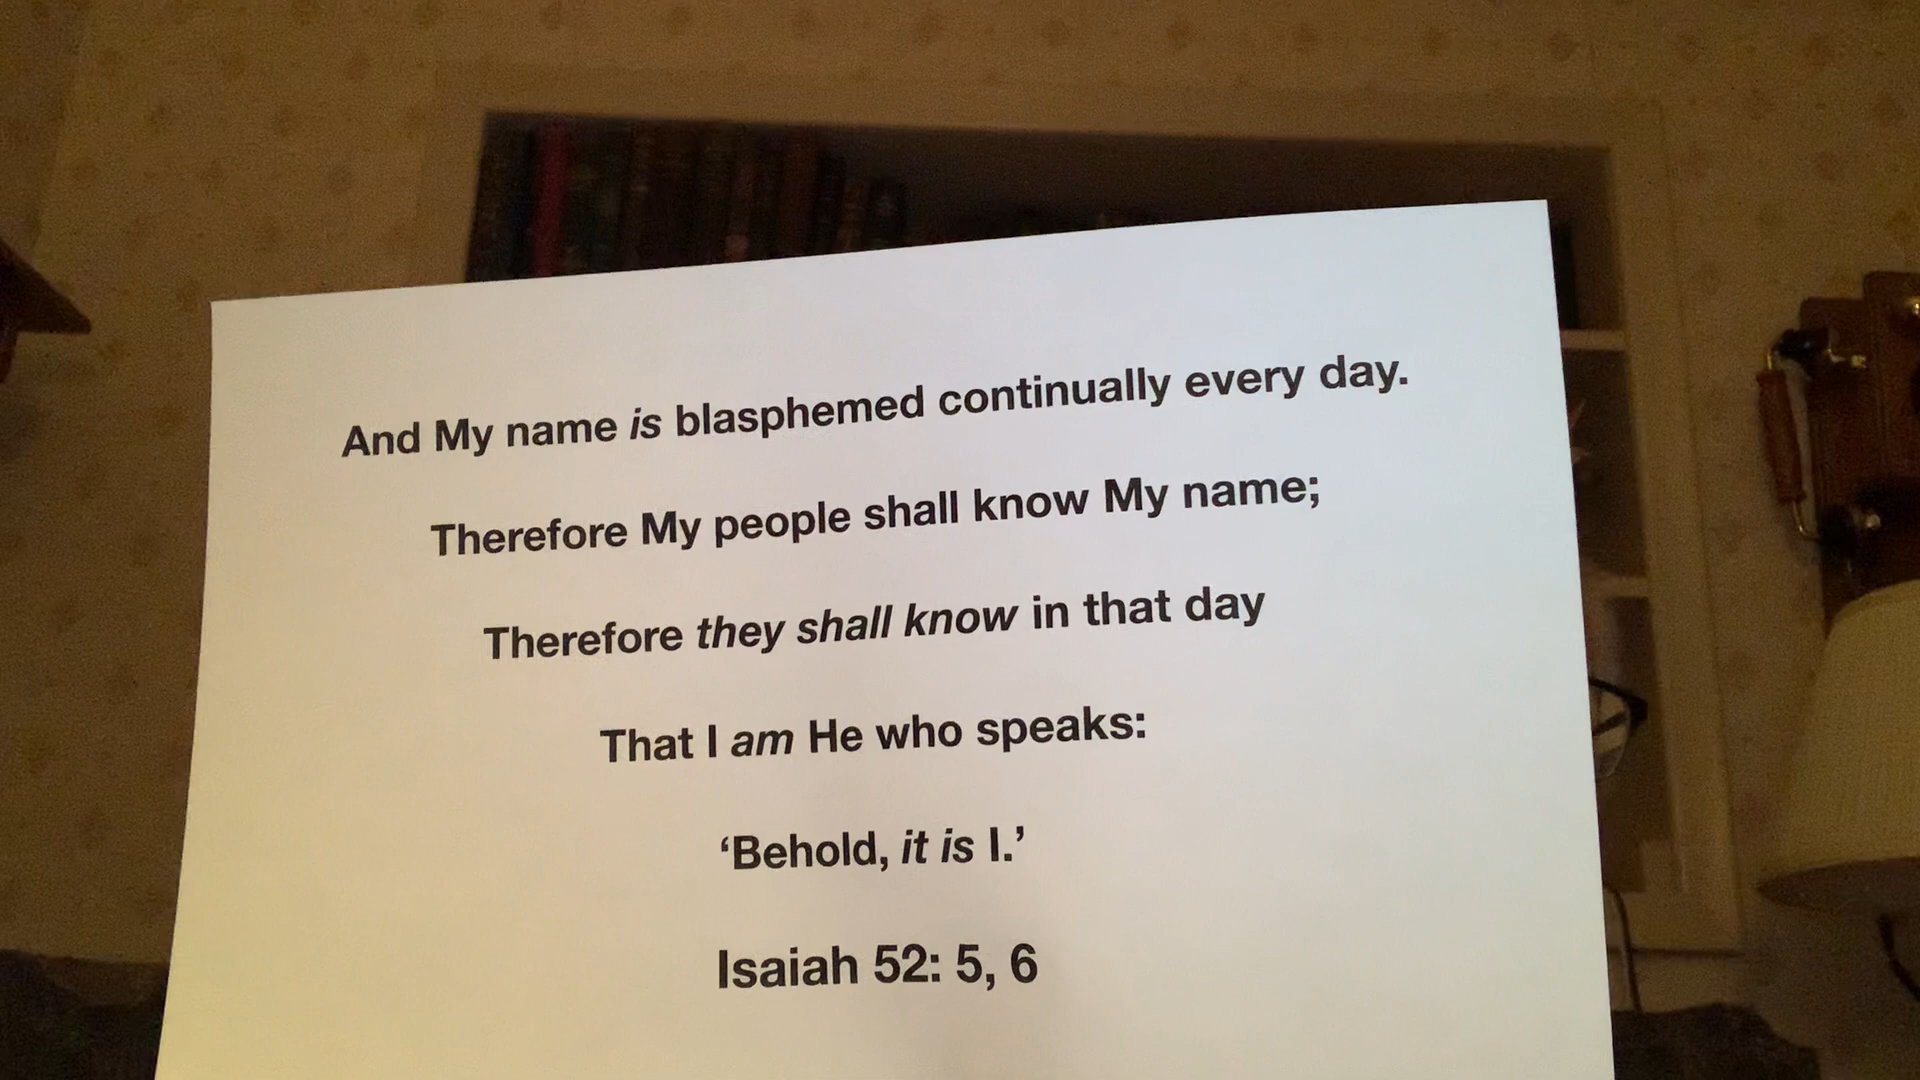 And My name is blasphemed continually every day.
Therefore My people shall know My name;
Therefore they shall know in that day
That I am He who speaks:
‘Behold, it is I.’
Isaiah 52: 5, 6